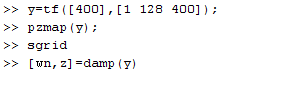 >> y=tf([400],[1 128 400]);
>> pzmap(y);
>> sgrid
>> [wn,z]=damp(y)